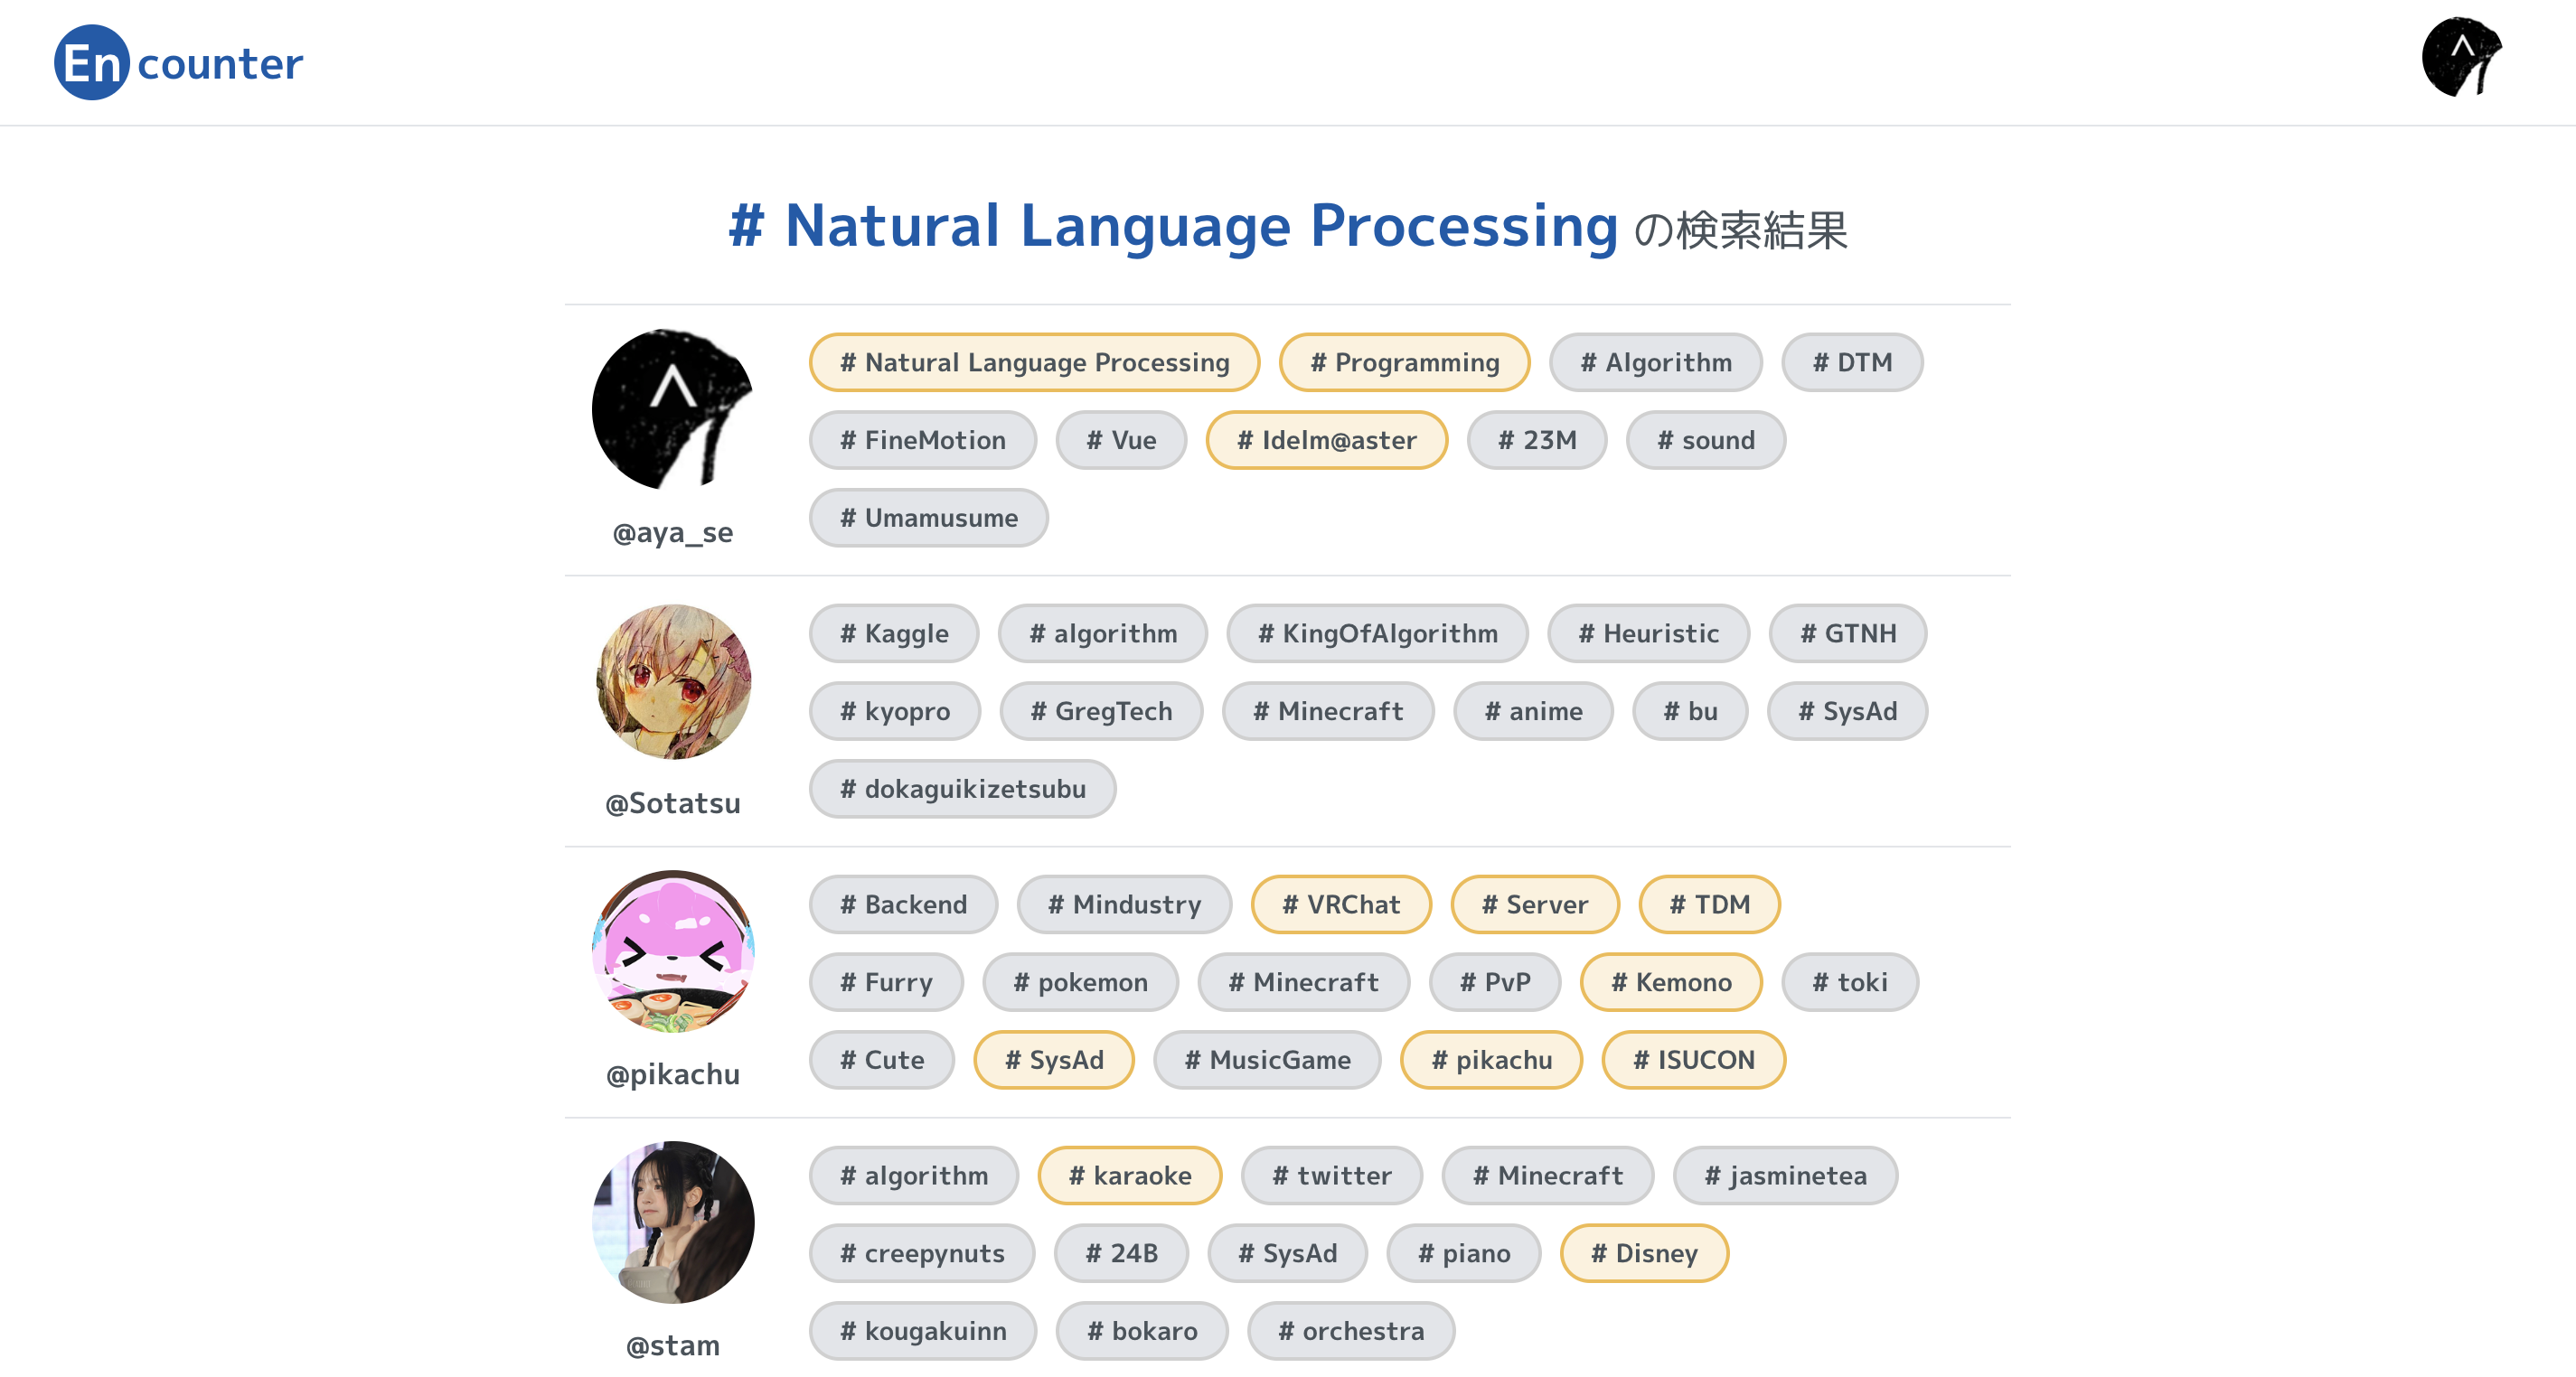 Encounter
# Natural Language Processing の検索結果
# Natural Language Processing # Programming # Algorithm # DTM
# FineMotion # Vue # Idelm@aster # 23M # sound
# Umamusume
@aya_se
# Kaggle # algorithm # KingOfAlgorithm # Heuristic # GTNH
# kyopro # GregTech # Minecraft # anime # bu # SysAd
# dokaguikizetsubu
@Sotatsu
# Backend # Mindustry # VRChat # Server # TDM
# Furry # pokemon # Minecraft # PvP # Kemono # toki
# Cute # SysAd # MusicGame # pikachu # ISUCON
@pikachu
# algorithm # karaoke # twitter # Minecraft # jasminetea
# creepynuts # 24B # SysAd # piano # Disney
# kougakuinn # bokaro # orchestra
@stam